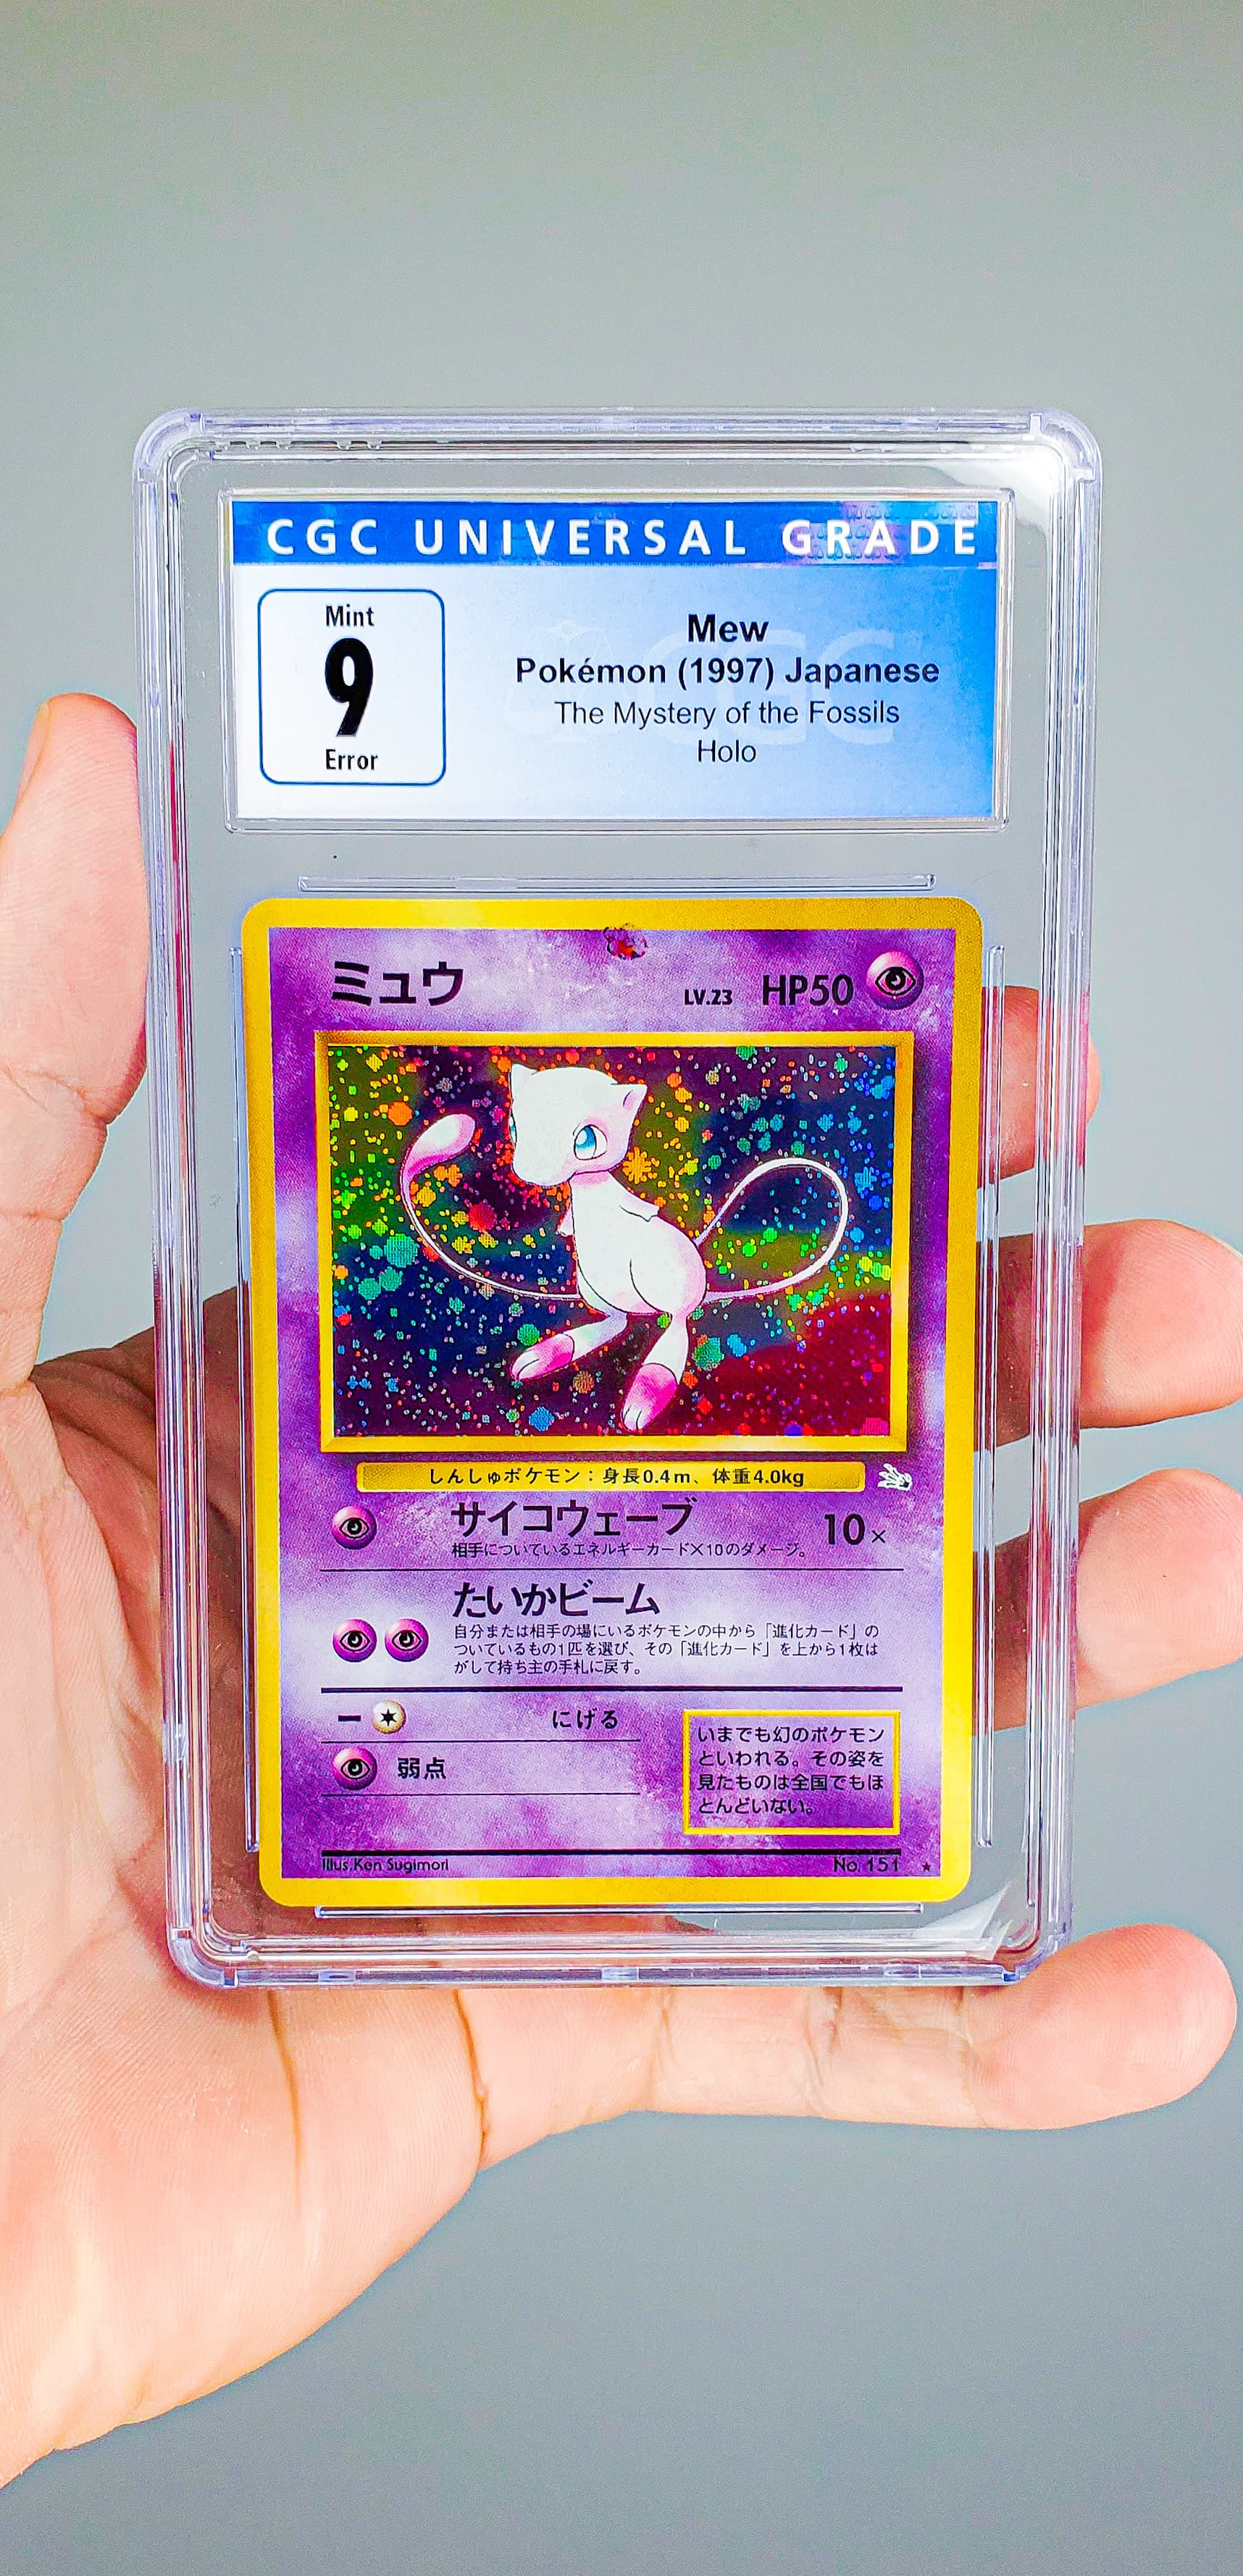 CGC UNIVERSAL GRADE
Mint
9
Error
Mew
Pokémon (1997) Japanese
The Mystery of the Fossils
Holo
ミュウ LV.23 HP50
しんしゅポケモン：身長0.4m、体重4.0kg
サイコウェーブ 10×
相手についているエネルギーカード×10のダメージ。
たいかビーム
自分または相手の場にいるポケモンの中から「進化カード」の
ついているもの1匹を選び、その「進化カード」を上から1枚は
がして持ち主の手札に戻す。
ー にげる
弱点
いまでも幻のポケモン
といわれる。その姿を
見たものは全国でもほ
とんどいない。
Illus.Ken Sugimori No.151 ★